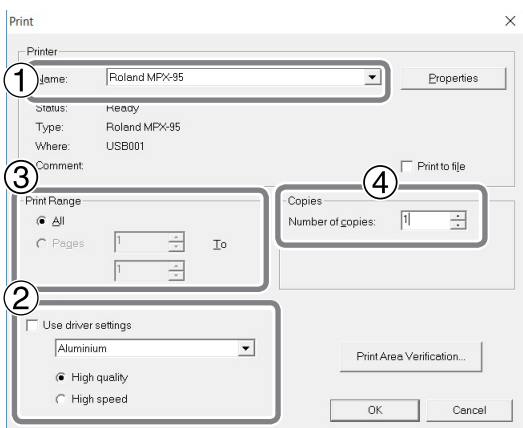 Print
Printer
① Name: Roland MPX-95 Properties
Status: Ready
Type: Roland MPX-95
Where: USB001
Comment: Print to file
③ ④
Print Range Copies
All Number of copies: 1
Pages 1 To
1
②
Use driver settings
Aluminium Print Area Verification...
High quality
High speed
OK Cancel